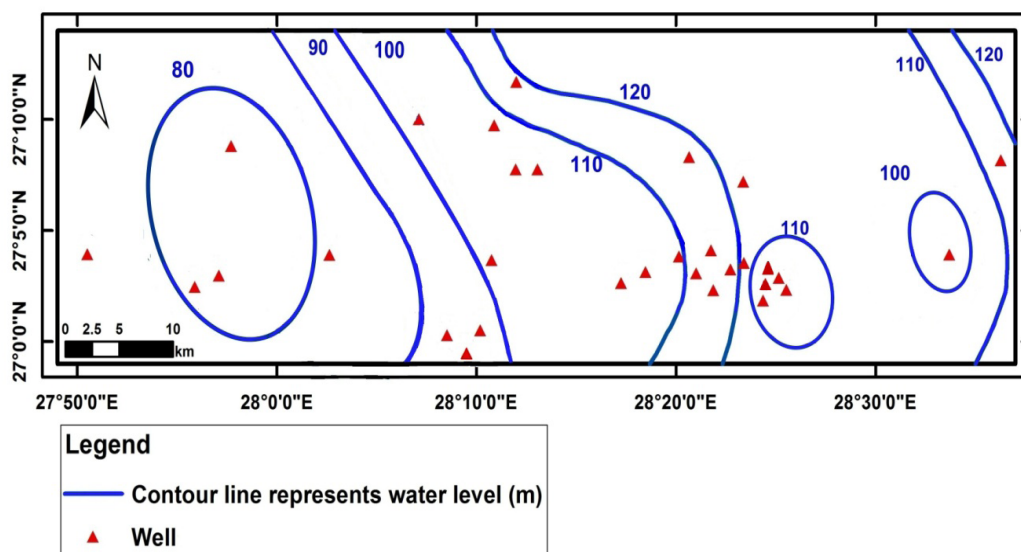 N
80
90
100
110
120
110
120
110
100
110
27°10'0"N
27°5'0"N
27°0'0"N
0 2.5 5 10
km
27°50'0"E 28°0'0"E 28°10'0"E 28°20'0"E 28°30'0"E
Legend
Contour line represents water level (m)
Well